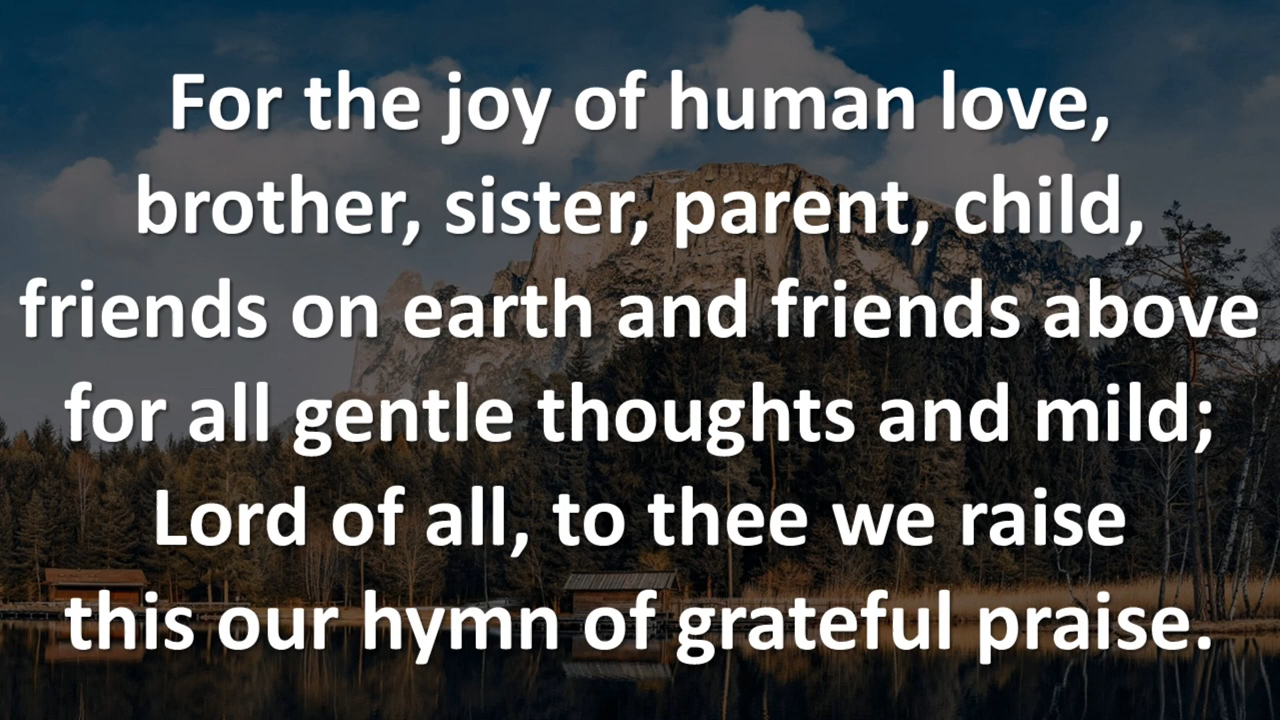 For the joy of human love,
brother, sister, parent, child,
friends on earth and friends above
for all gentle thoughts and mild;
Lord of all, to thee we raise
this our hymn of grateful praise.